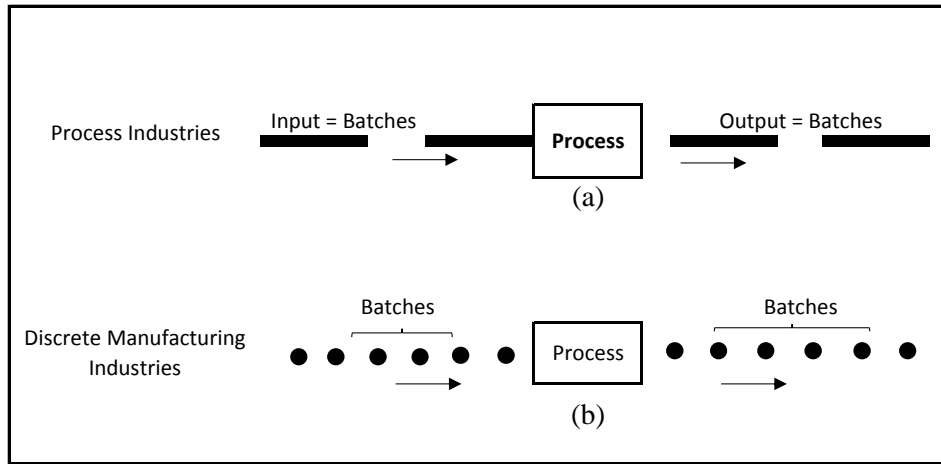 Process Industries
Input = Batches
Process
Output = Batches
(a)
Discrete Manufacturing
Industries
Batches
Process
Batches
(b)